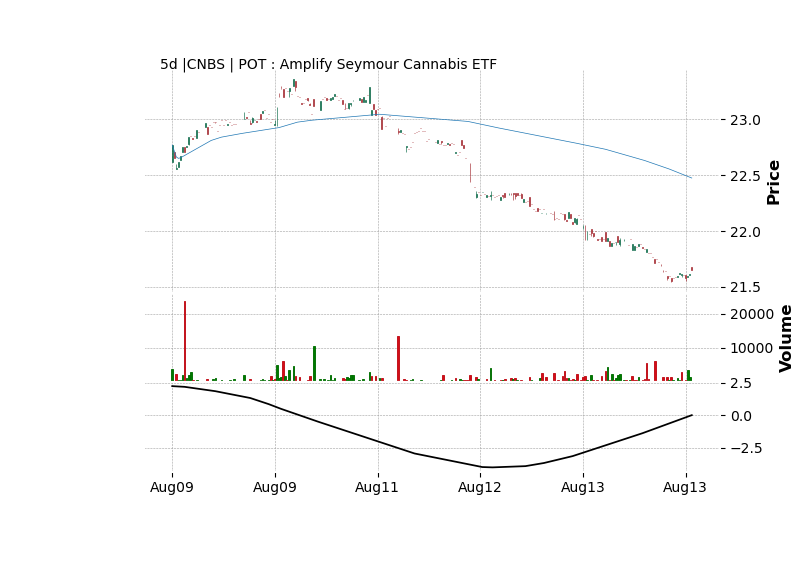 5d |CNBS | POT : Amplify Seymour Cannabis ETF
23.0
22.5
22.0
21.5
Price
20000
10000
Volume
2.5
0.0
−2.5
Aug09 Aug09 Aug11 Aug12 Aug13 Aug13